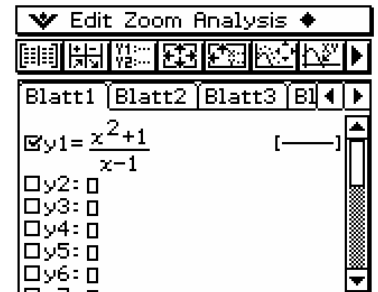 Edit Zoom Analysis
Blatt1 Blatt2 Blatt3 Bl
y1=x²+1/x-1
y2:
y3:
y4:
y5:
y6: